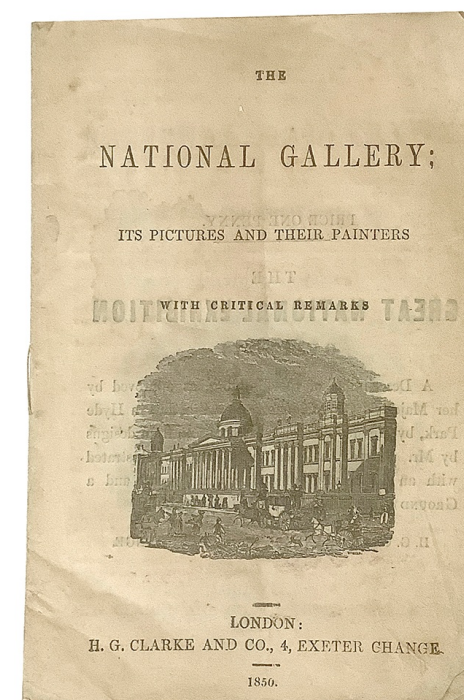 THE
NATIONAL GALLERY;
ITS PICTURES AND THEIR PAINTERS
WITH CRITICAL REMARKS
LONDON:
H. G. CLARKE AND CO., 4, EXETER CHANGE.
1850.